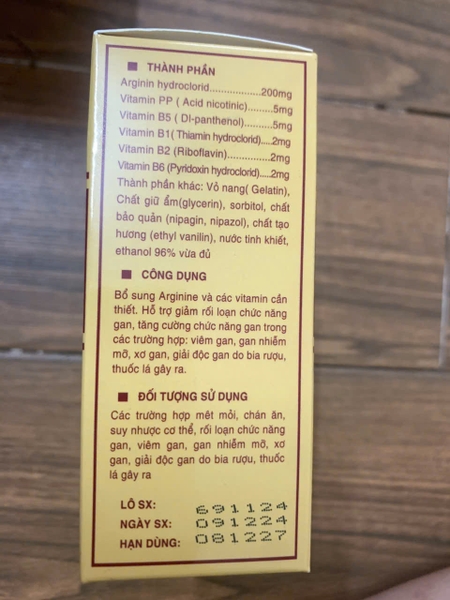 ■ THÀNH PHẦN
Arginin hydroclorid..................200mg
Vitamin PP ( Acid nicotinic).........5mg
Vitamin B5 ( Dl-panthenol)..........5mg
Vitamin B1( Thiamin hydroclorid)....2mg
Vitamin B2 (Riboflavin)...............2mg
Vitamin B6 (Pyridoxin hydroclorid).....2mg
Thành phần khác: Vỏ nang( Gelatin),
Chất giữ ẩm(glycerin), sorbitol, chất
bảo quản (nipagin, nipazol), chất tạo
hương (ethyl vanilin), nước tinh khiết,
ethanol 96% vừa đủ
■ CÔNG DỤNG
Bổ sung Arginine và các vitamin cần
thiết. Hỗ trợ giảm rối loạn chức năng
gan, tăng cường chức năng gan trong
các trường hợp: viêm gan, gan nhiễm
mỡ, xơ gan, giải độc gan do bia rượu,
thuốc lá gây ra.
■ ĐỐI TƯỢNG SỬ DỤNG
Các trường hợp mêt mỏi, chán ăn,
suy nhược cơ thể, rối loạn chức năng
gan, viêm gan, gan nhiễm mỡ, xơ
gan, giải độc gan do bia rượu, thuốc
lá gây ra
LÔ SX: 691124
NGÀY SX: 091224
HẠN DÙNG: 081227